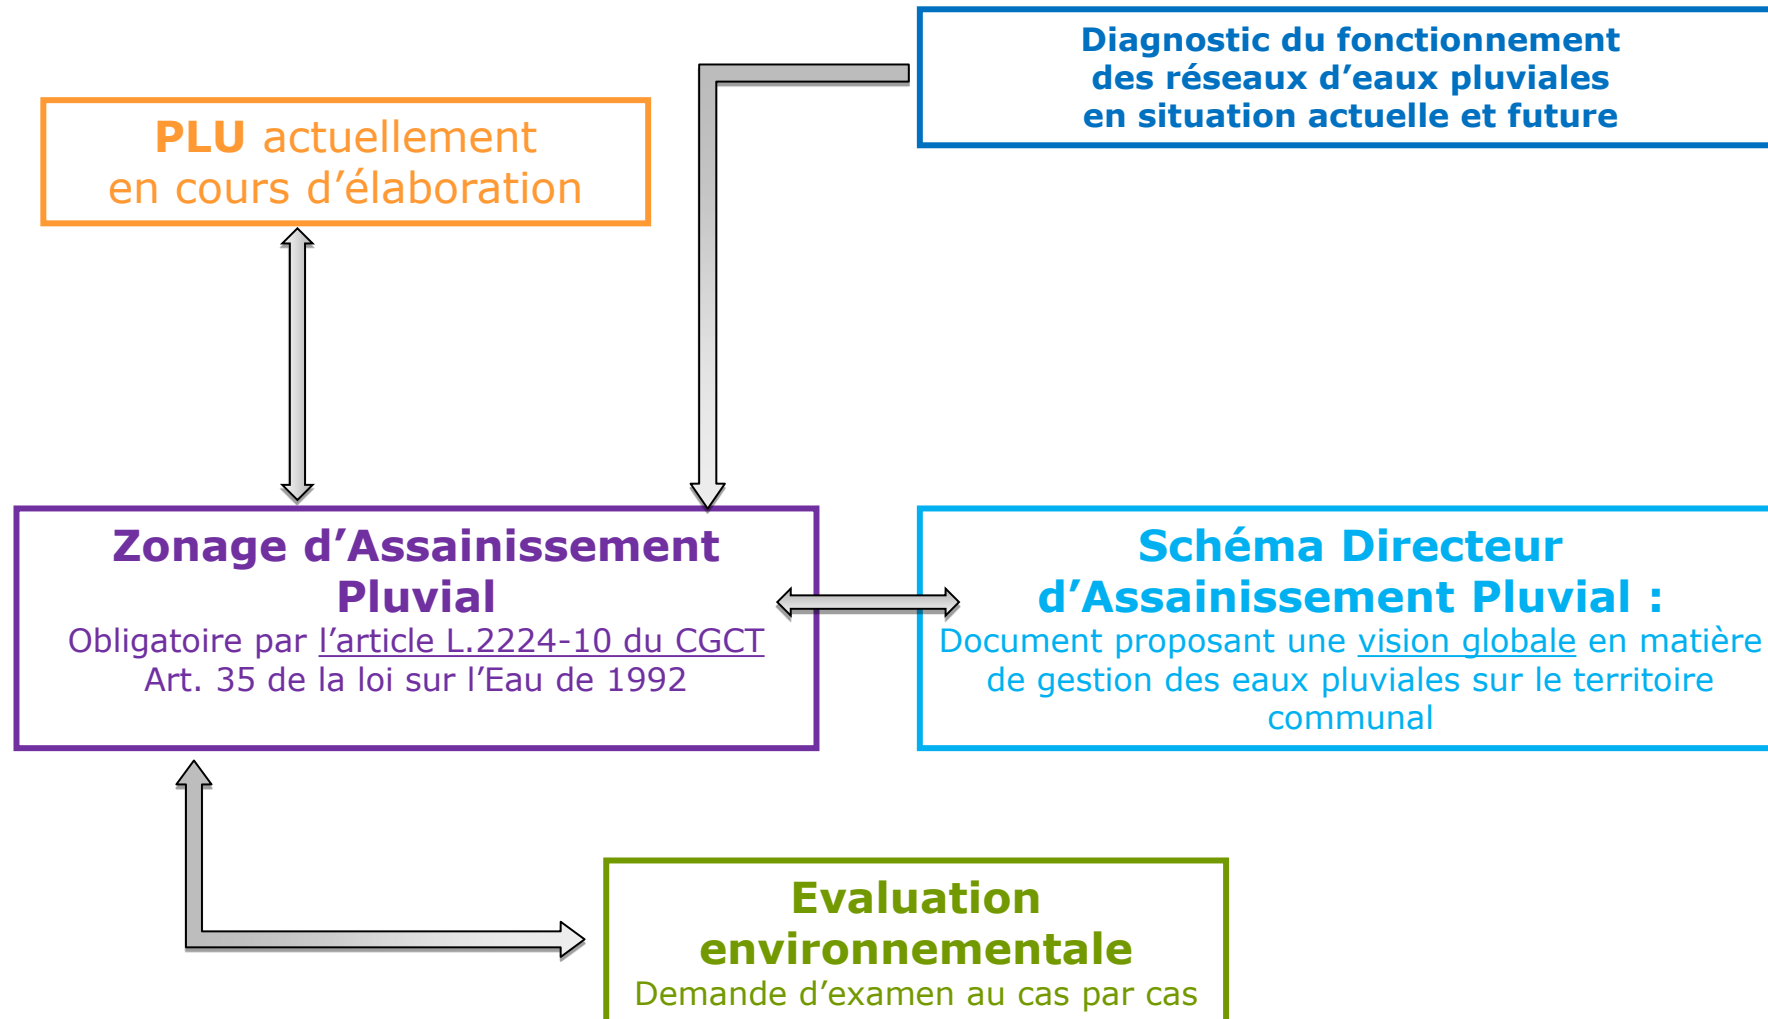 Diagnostic du fonctionnement
des réseaux d’eaux pluviales
en situation actuelle et future
PLU actuellement
en cours d’élaboration
Zonage d’Assainissement
Pluvial
Obligatoire par l’article L.2224-10 du CGCT
Art. 35 de la loi sur l’Eau de 1992
Schéma Directeur
d’Assainissement Pluvial :
Document proposant une vision globale en matière
de gestion des eaux pluviales sur le territoire
communal
Evaluation
environnementale
Demande d’examen au cas par cas